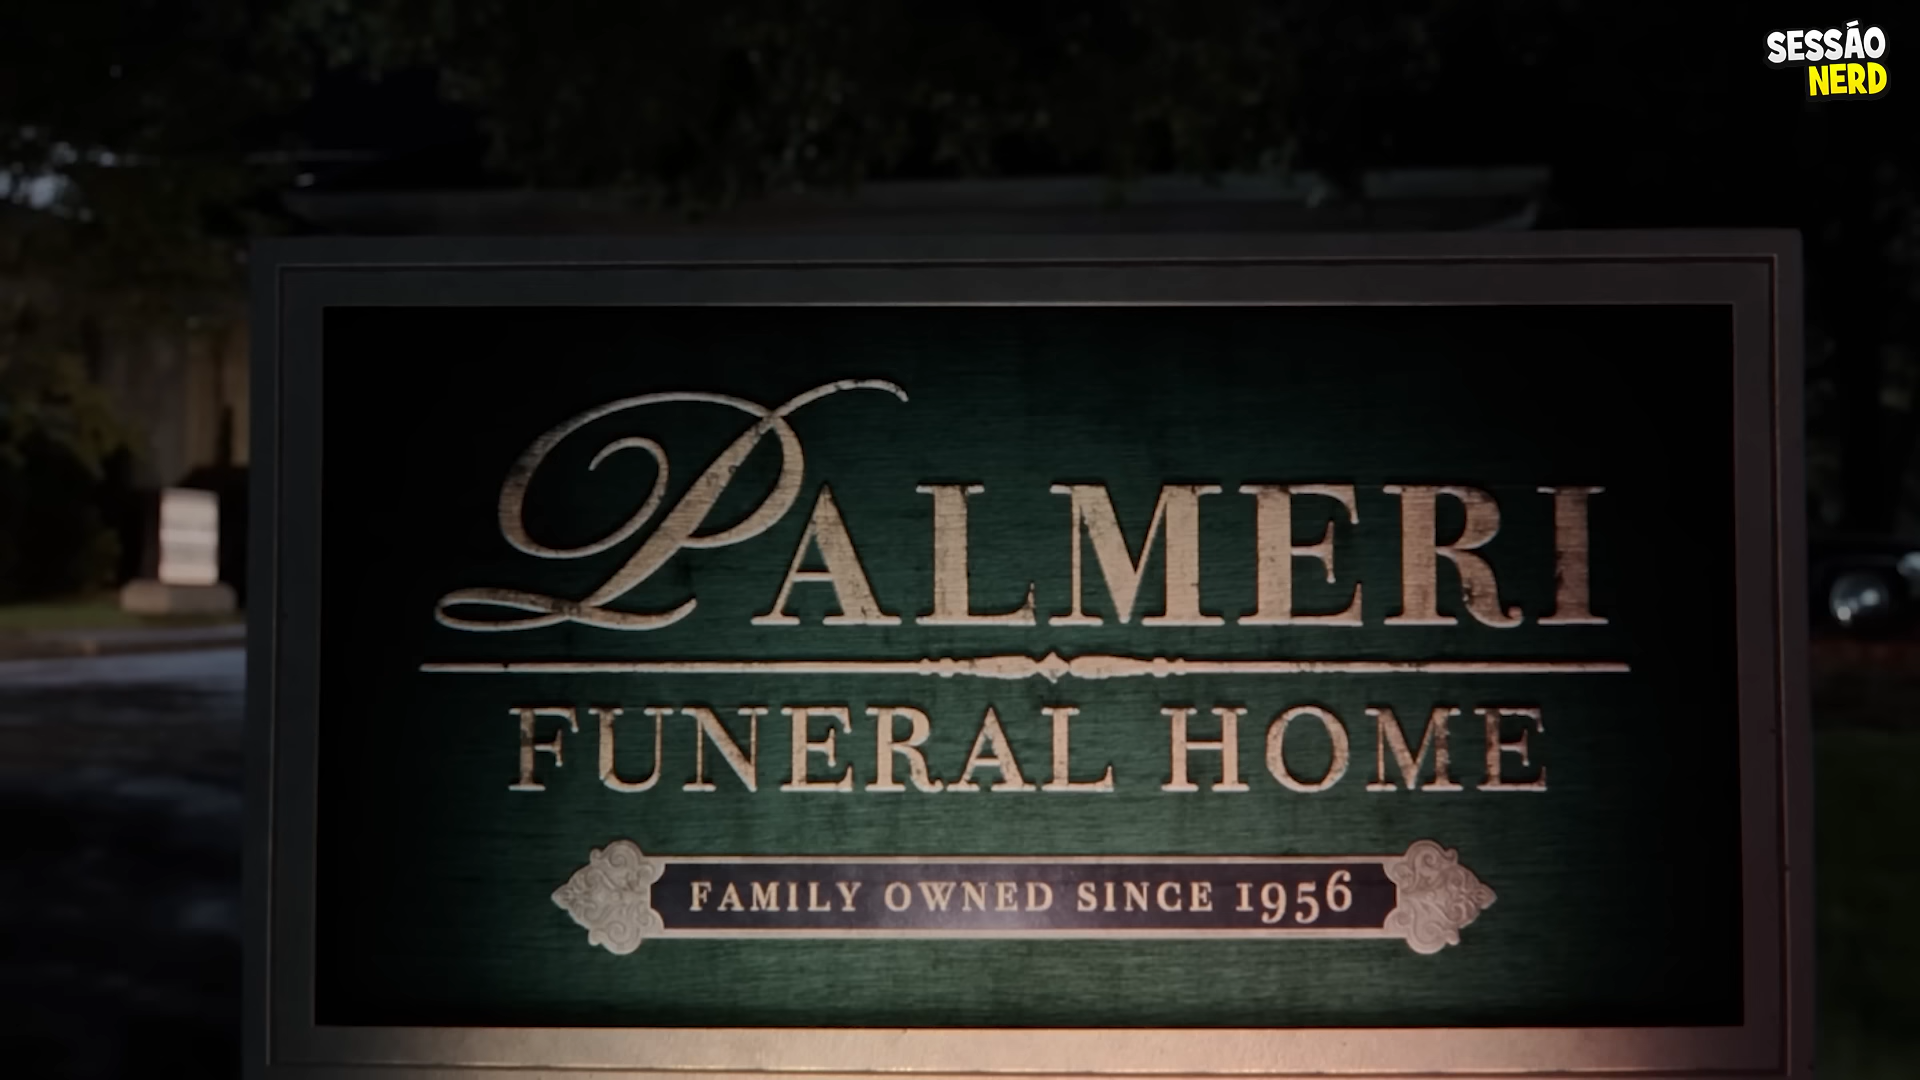 SESSÃO
NERD
PALMERI
FUNERAL HOME
FAMILY OWNED SINCE 1956